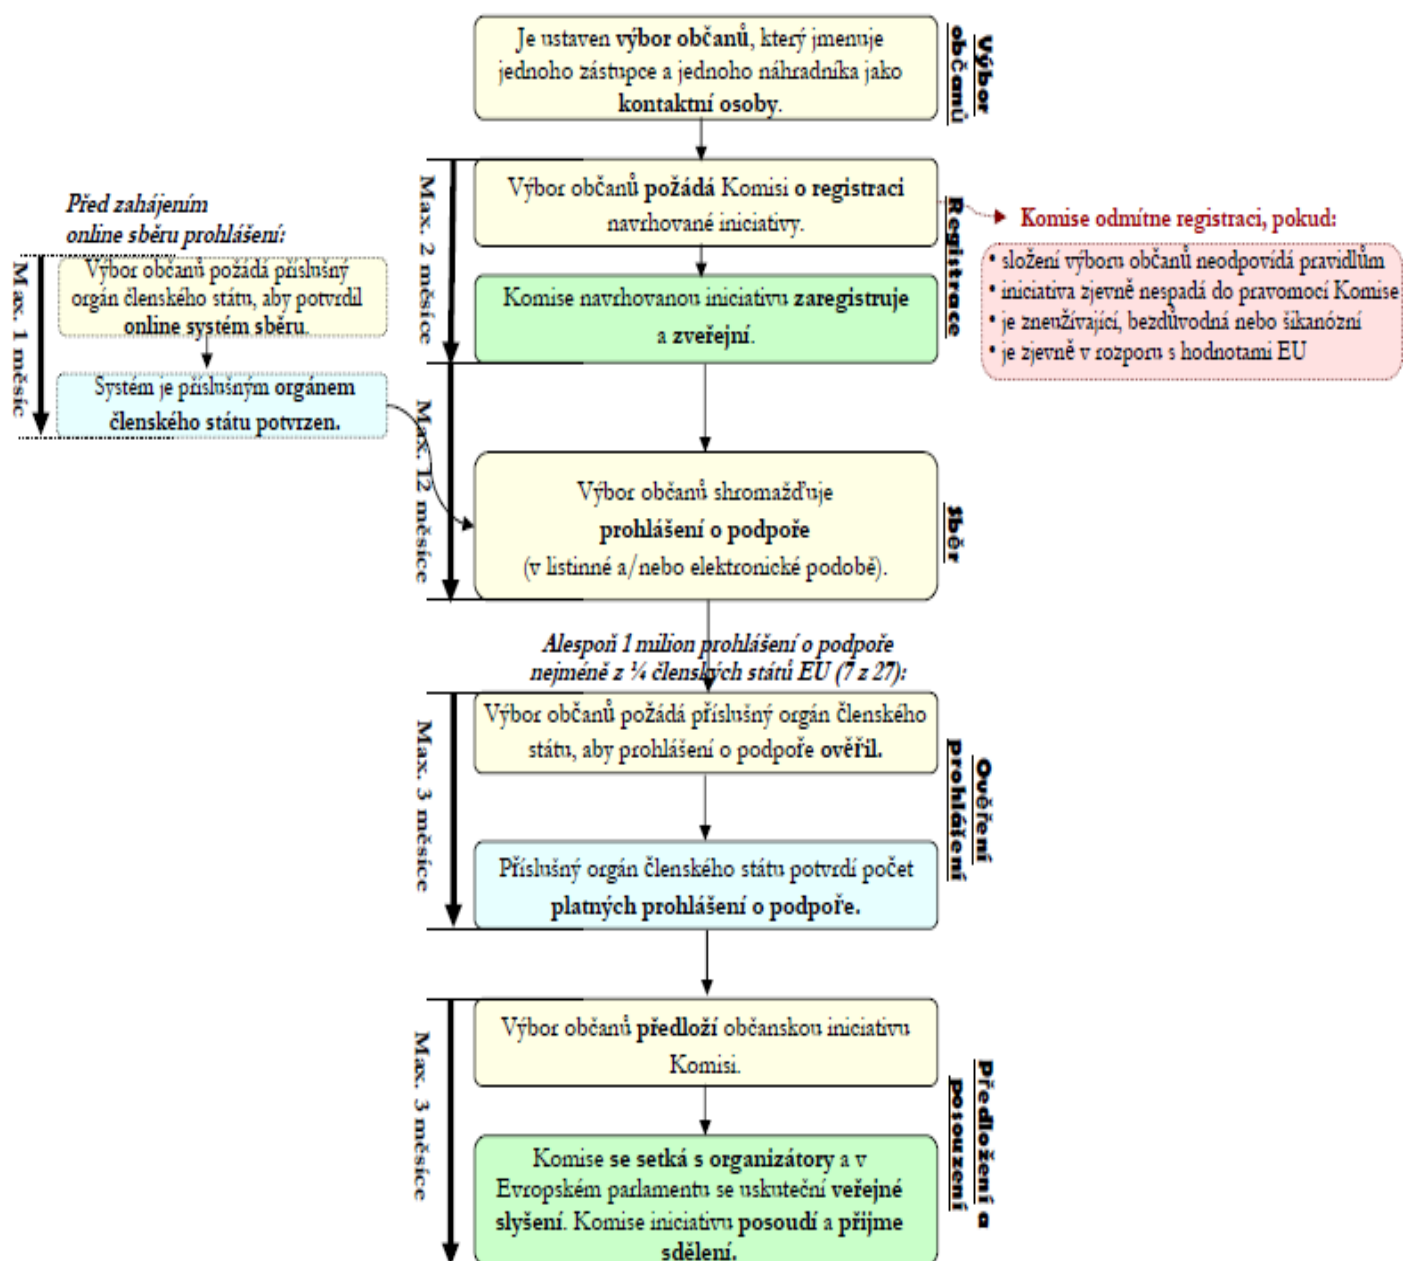 Je ustaven výbor občanů, který jmenuje
jednoho zástupce a jednoho náhradníka jako
kontaktní osoby.
Výbor
občanů
Max. 2 měsíce
Výbor občanů požádá Komisi o registraci
navrhované iniciativy.
Komise navrhovanou iniciativu zaregistruje
a zveřejní.
Registrace
Komise odmítne registraci, pokud:
• složení výboru občanů neodpovídá pravidlům
• iniciativa zjevně nespadá do pravomocí Komise
• je zneužívající, bezdůvodná nebo šikanózní
• je zjevně v rozporu s hodnotami EU
Před zahájením
online sběru prohlášení:
Max. 1 měsíc
Výbor občanů požádá příslušný
orgán členského státu, aby potvrdil
online systém sběru.
Systém je příslušným orgánem
členského státu potvrzen.
Max. 12 měsíce
Výbor občanů shromažďuje
prohlášení o podpoře
(v listinné a/nebo elektronické podobě).
Sběr
Alespoň 1 milion prohlášení o podpoře
nejméně z ¼ členských států EU (7 z 27):
Max. 3 měsíce
Výbor občanů požádá příslušný orgán členského
státu, aby prohlášení o podpoře ověřil.
Příslušný orgán členského státu potvrdí počet
platných prohlášení o podpoře.
Ověření
prohlášení
Max. 3 měsíce
Výbor občanů předloží občanskou iniciativu
Komisi.
Komise se setká s organizátory a v
Evropském parlamentu se uskuteční veřejné
slyšení. Komise iniciativu posoudí a přijme
sdělení.
Předložení a
posouzení